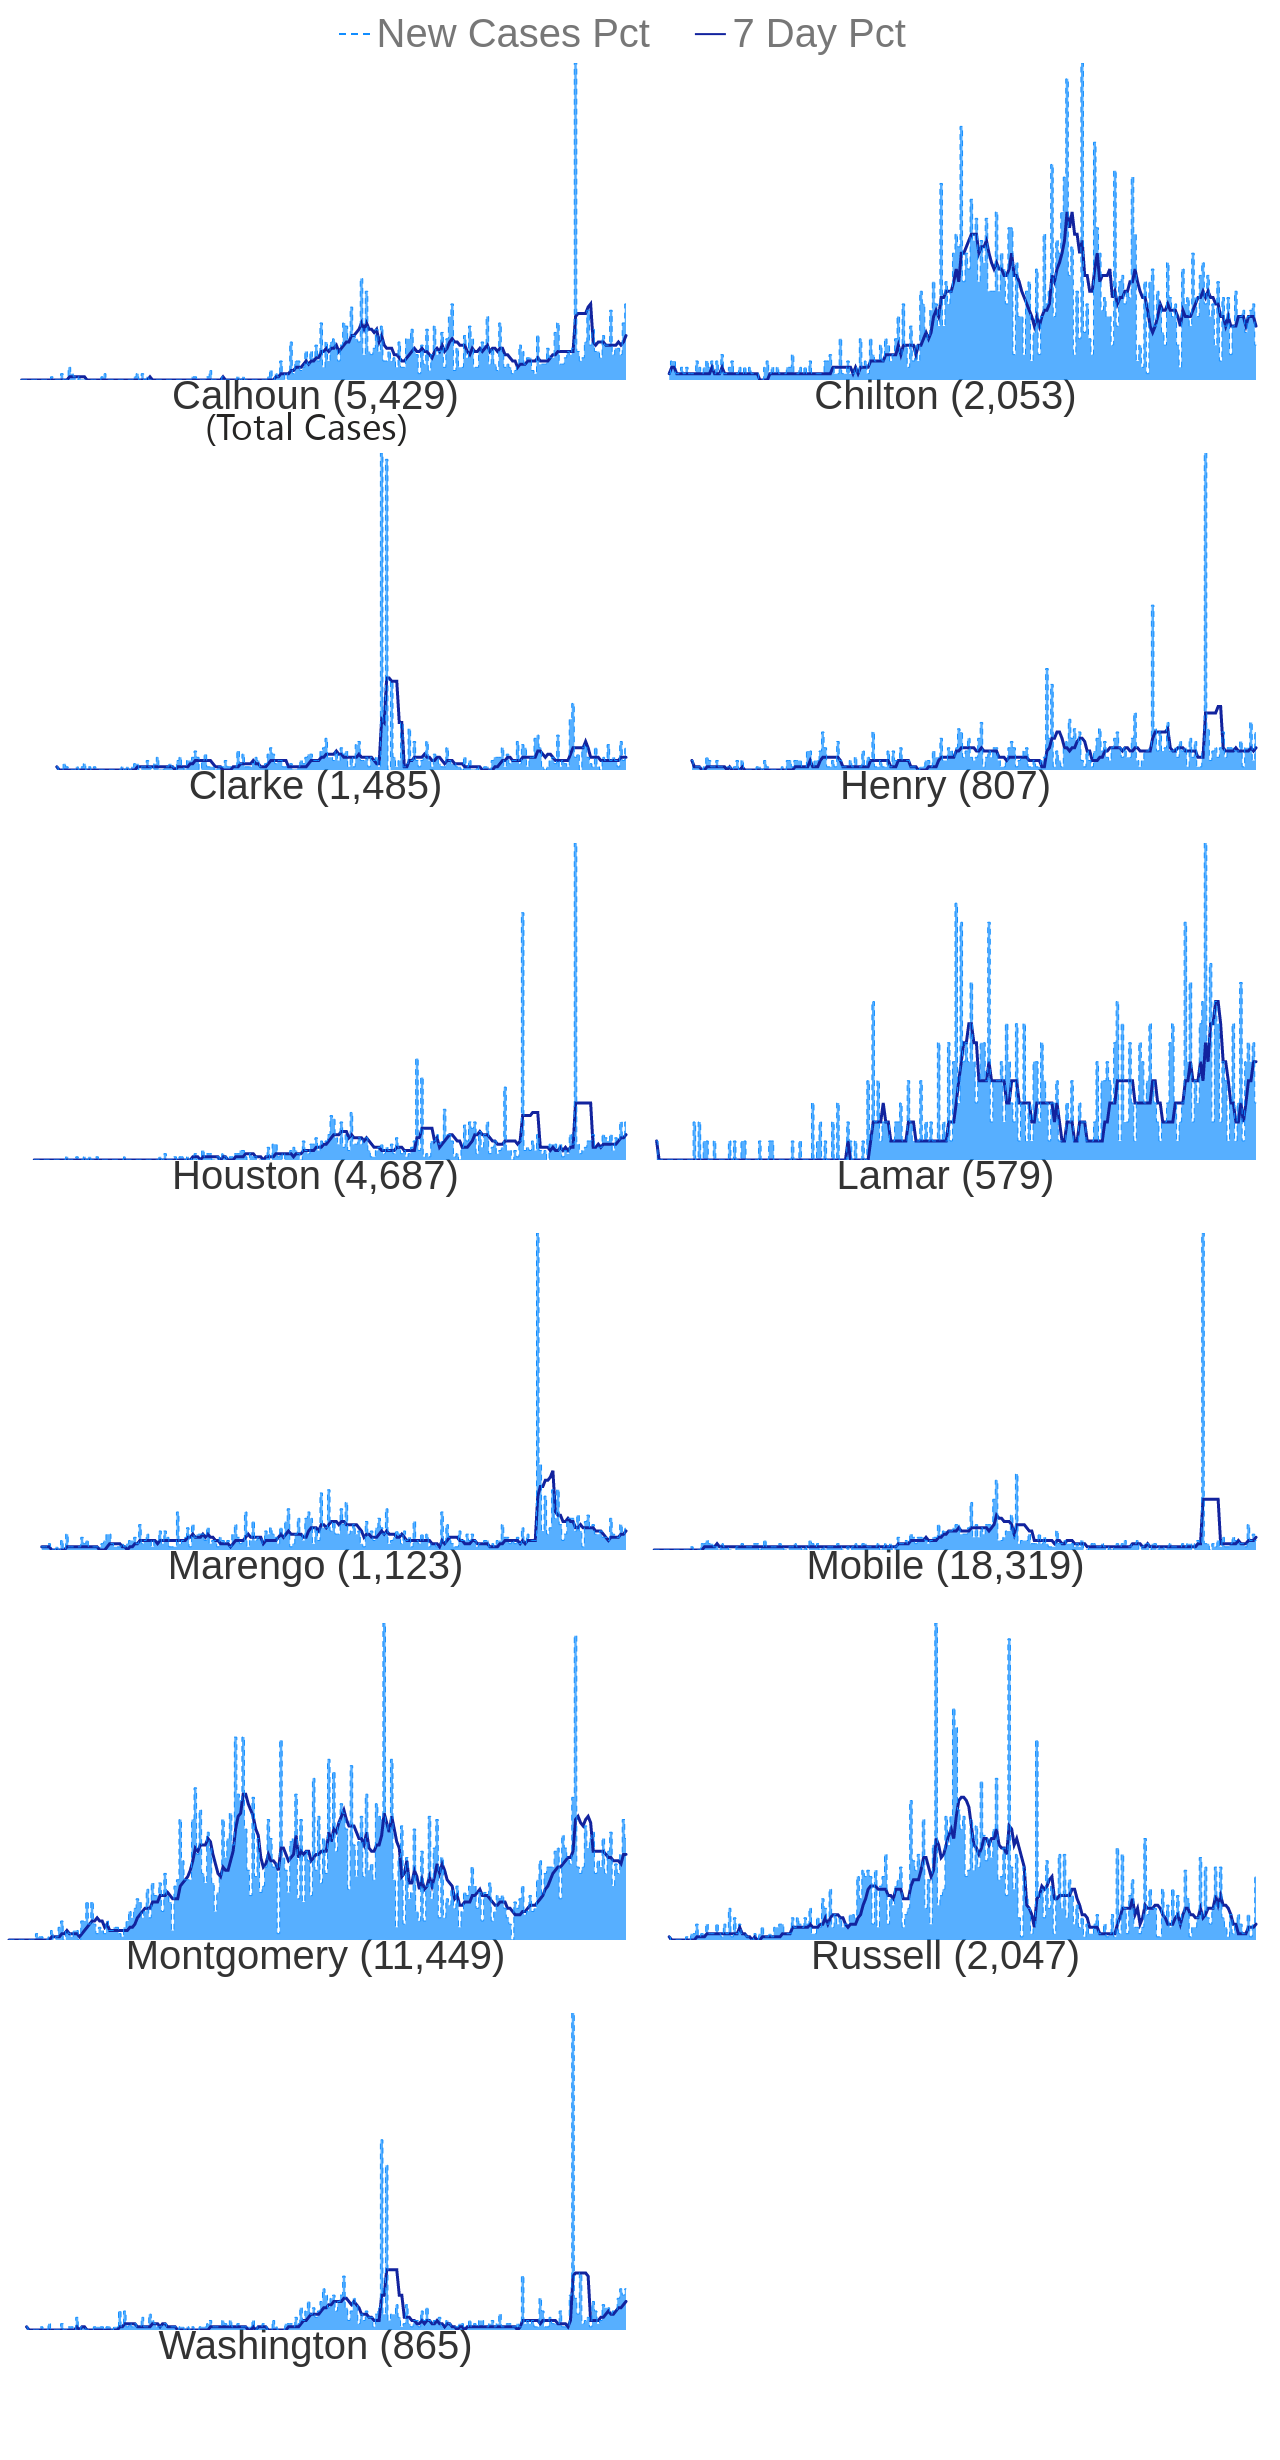 New Cases Pct 7 Day Pct
Calhoun (5,429) Chilton (2,053)
(Total Cases)
Clarke (1,485) Henry (807)
Houston (4,687) Lamar (579)
Marengo (1,123) Mobile (18,319)
Montgomery (11,449) Russell (2,047)
Washington (865)